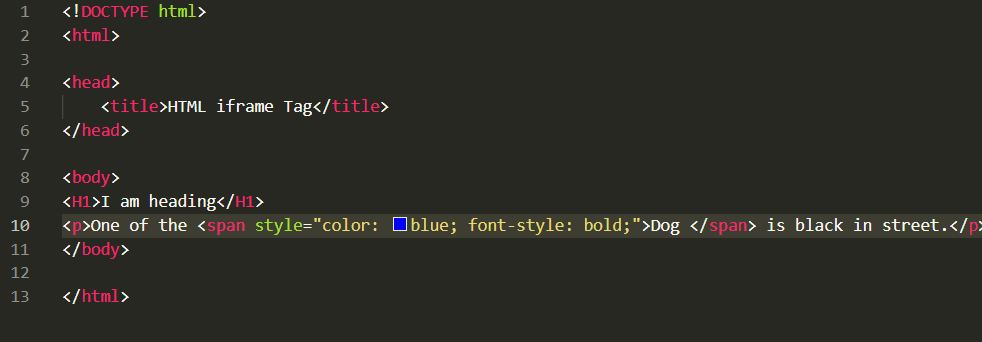 1 <!DOCTYPE html>
2 <html>
3
4 <head>
5     <title>HTML iframe Tag</title>
6 </head>
7
8 <body>
9 <H1>I am heading</H1>
10 <p>One of the <span style="color: blue; font-style: bold;">Dog </span> is black in street.</p>
11 </body>
12
13 </html>